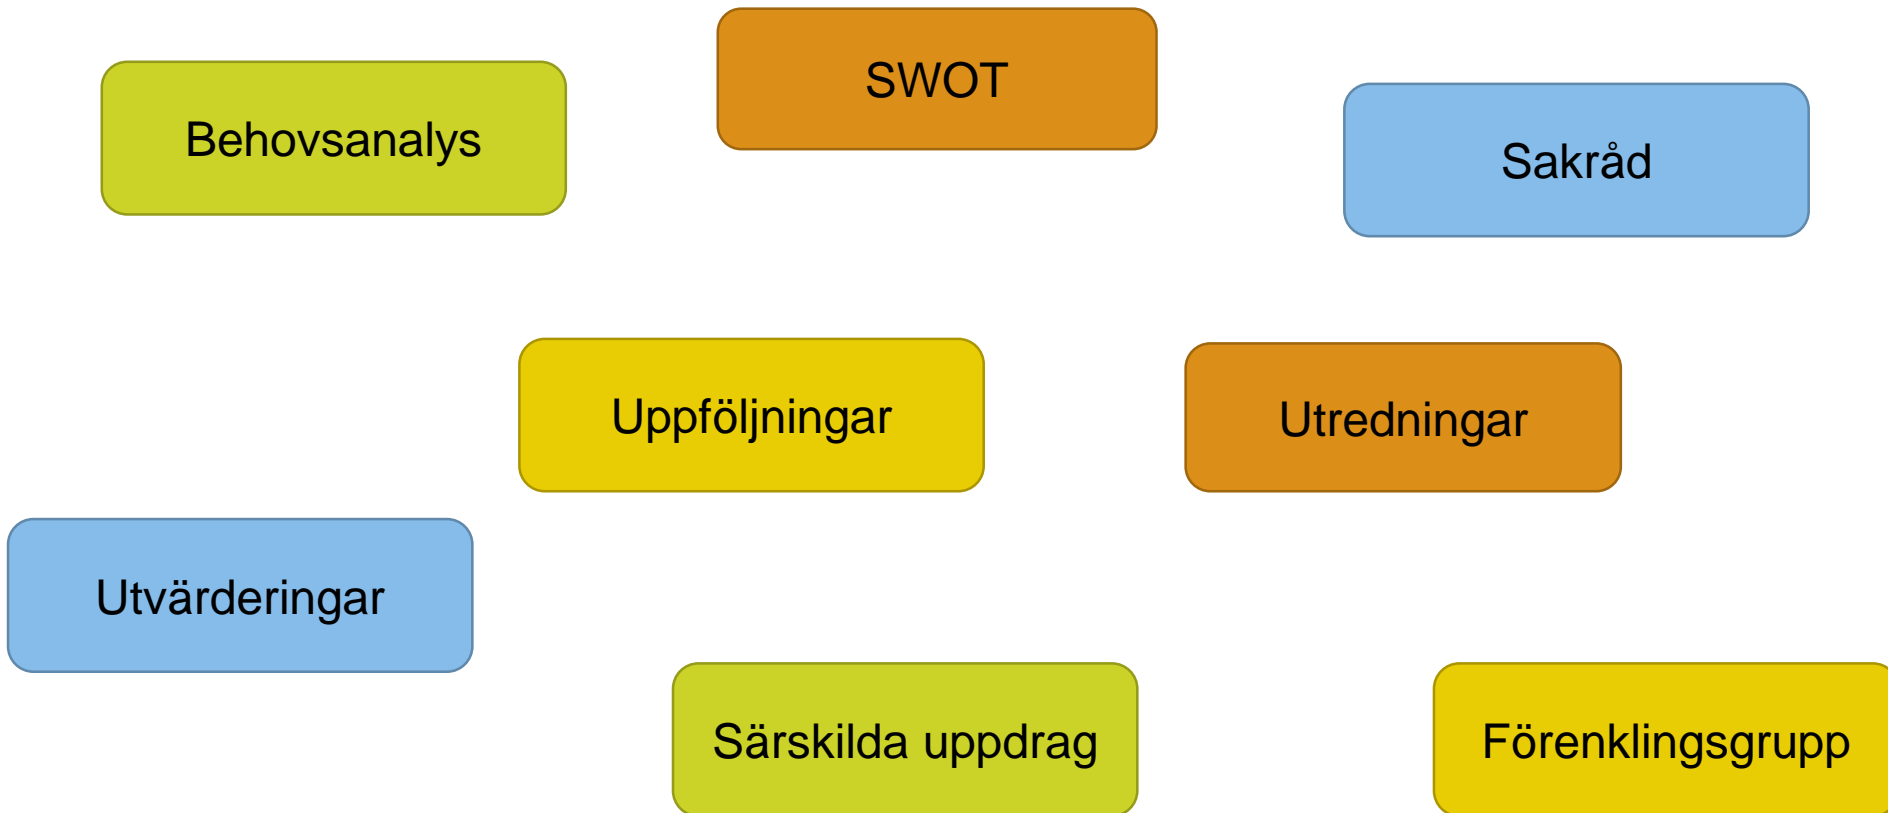 SWOT
Behovsanalys
Sakråd
Uppföljningar
Utredningar
Utvärderingar
Särskilda uppdrag
Förenklingsgrupp